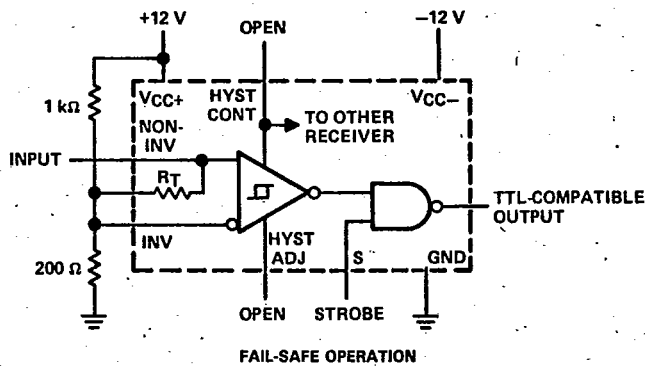 +12 V
OPEN
−12 V
1 kΩ
VCC+
HYST
CONT
VCC−
TO OTHER
RECEIVER
NON-
INV
INPUT
RT
TTL-COMPATIBLE
OUTPUT
INV
HYST
ADJ
S
GND
200 Ω
OPEN
STROBE
FAIL-SAFE OPERATION